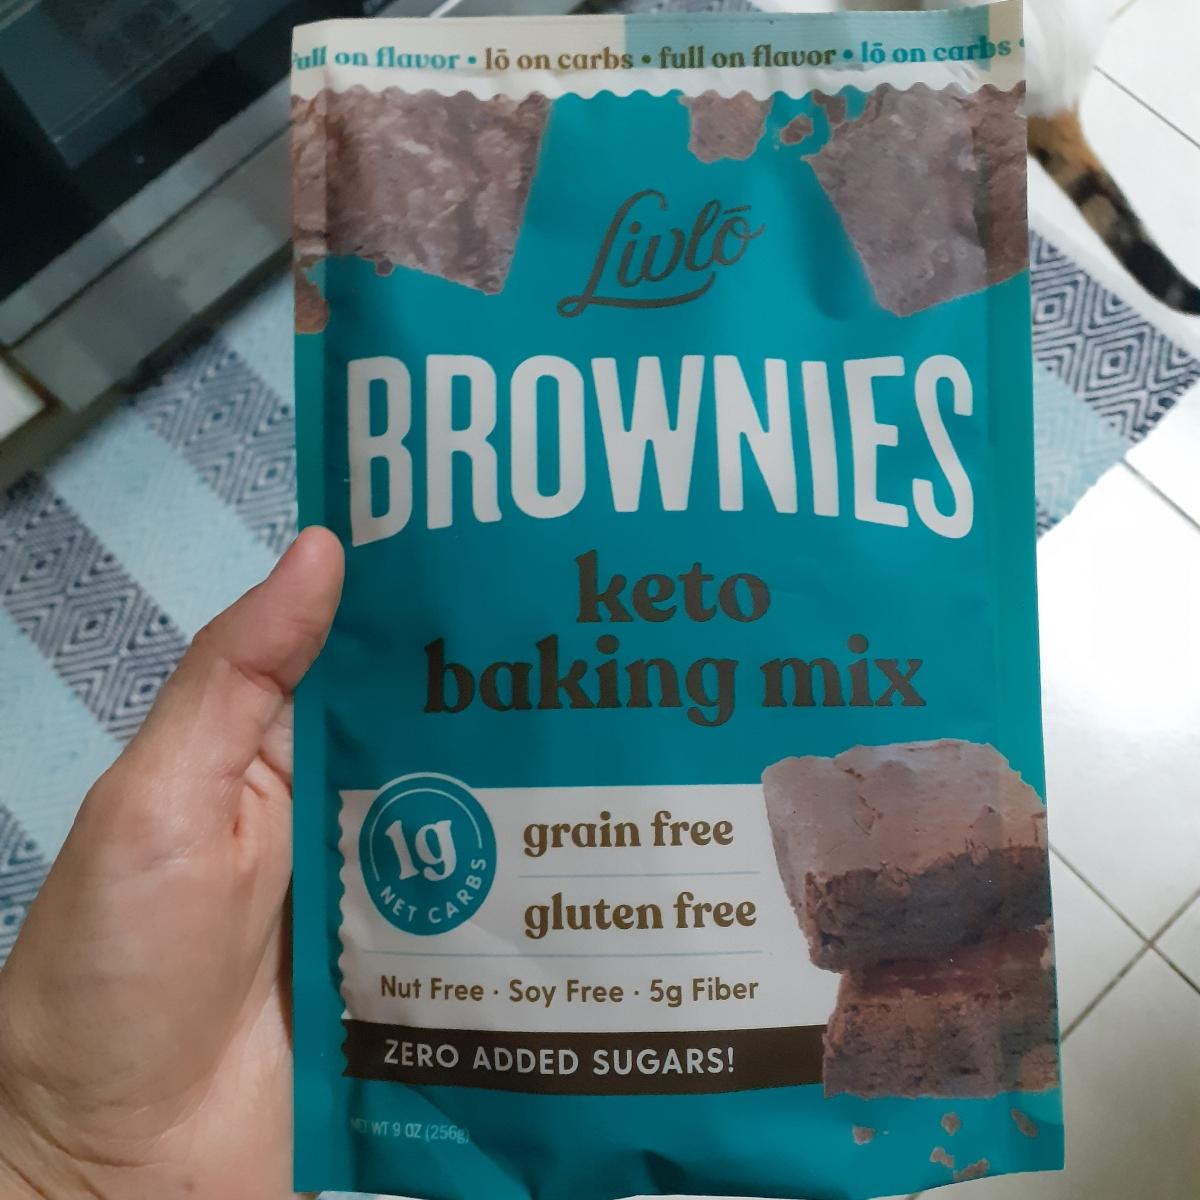 full on flavor • lō on carbs • full on flavor • lō on carbs •
Livlō
BROWNIES
keto
baking mix
1g
NET CARBS
grain free
gluten free
Nut Free · Soy Free · 5g Fiber
ZERO ADDED SUGARS!
NET WT 9 OZ (256g)